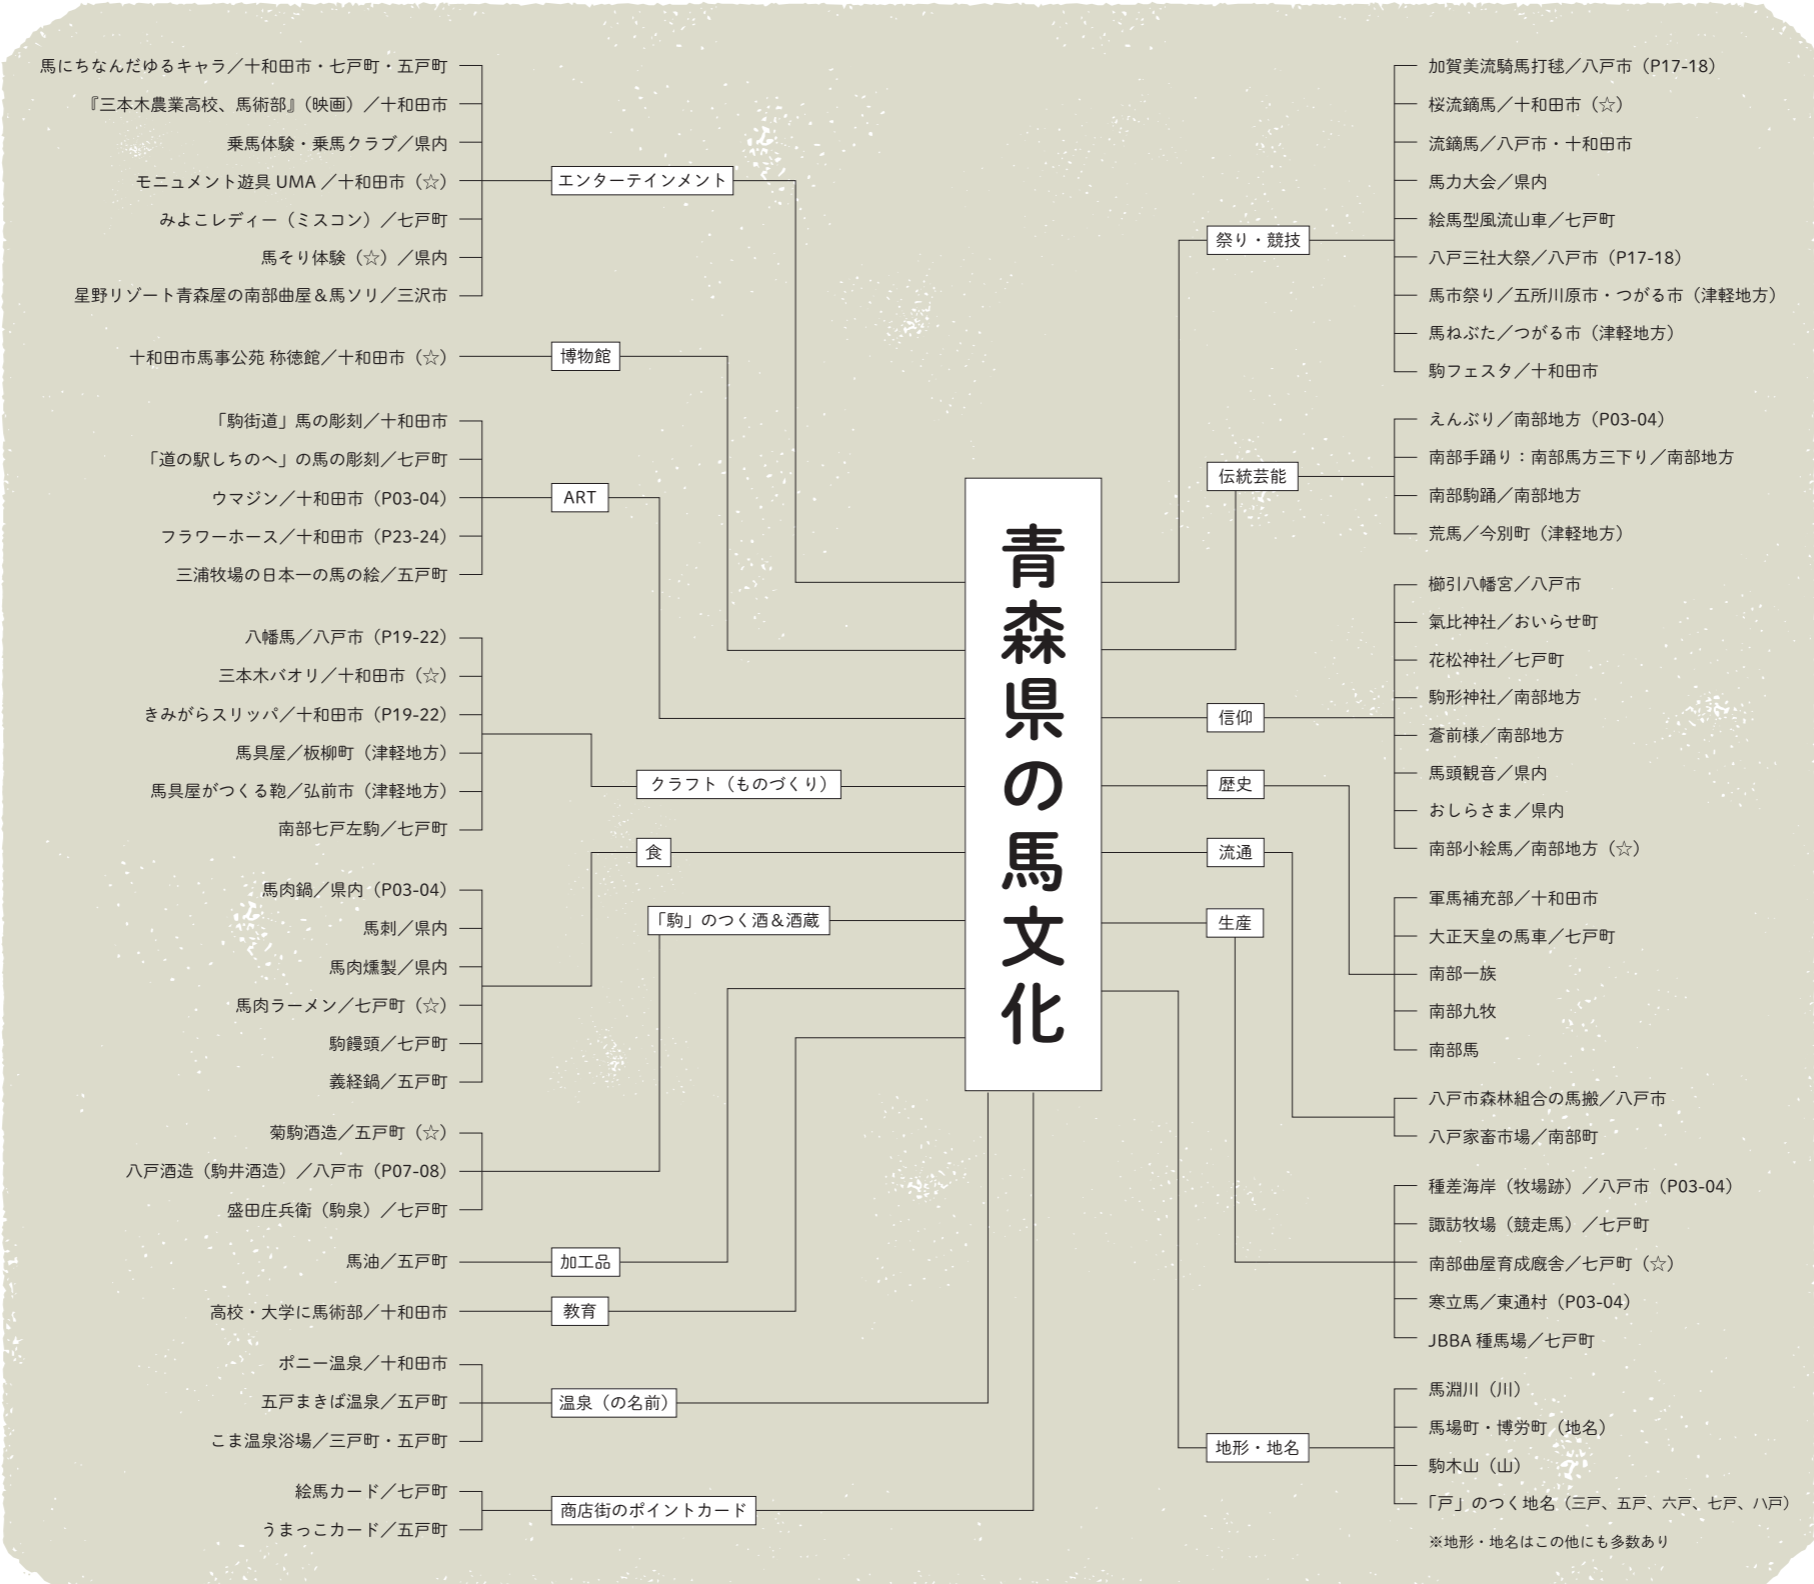 青森県の馬文化
エンターテインメント
馬にちなんだゆるキャラ／十和田市・七戸町・五戸町
『三本木農業高校、馬術部』（映画）／十和田市
乗馬体験・乗馬クラブ／県内
モニュメント遊具 UMA ／十和田市（☆）
みよこレディー（ミスコン）／七戸町
馬そり体験（☆）／県内
星野リゾート青森屋の南部曲屋＆馬ソリ／三沢市
博物館
十和田市馬事公苑 称徳館／十和田市（☆）
ART
「駒街道」馬の彫刻／十和田市
「道の駅しちのへ」の馬の彫刻／七戸町
ウマジン／十和田市（P03-04）
フラワーホース／十和田市（P23-24）
三浦牧場の日本一の馬の絵／五戸町
クラフト（ものづくり）
八幡馬／八戸市（P19-22）
三本木バオリ／十和田市（☆）
きみがらスリッパ／十和田市（P19-22）
馬具屋／板柳町（津軽地方）
馬具屋がつくる鞄／弘前市（津軽地方）
南部七戸左駒／七戸町
食
馬肉鍋／県内（P03-04）
馬刺／県内
馬肉燻製／県内
馬肉ラーメン／七戸町（☆）
駒饅頭／七戸町
義経鍋／五戸町
「駒」のつく酒＆酒蔵
菊駒酒造／五戸町（☆）
八戸酒造（駒井酒造）／八戸市（P07-08）
盛田庄兵衛（駒泉）／七戸町
加工品
馬油／五戸町
教育
高校・大学に馬術部／十和田市
温泉（の名前）
ポニー温泉／十和田市
五戸まきば温泉／五戸町
こま温泉浴場／三戸町・五戸町
商店街のポイントカード
絵馬カード／七戸町
うまっこカード／五戸町
祭り・競技
加賀美流騎馬打毬／八戸市（P17-18）
桜流鏑馬／十和田市（☆）
流鏑馬／八戸市・十和田市
馬力大会／県内
絵馬型風流山車／七戸町
八戸三社大祭／八戸市（P17-18）
馬市祭り／五所川原市・つがる市（津軽地方）
馬ねぶた／つがる市（津軽地方）
駒フェスタ／十和田市
伝統芸能
えんぶり／南部地方（P03-04）
南部手踊り：南部馬方三下り／南部地方
南部駒踊／南部地方
荒馬／今別町（津軽地方）
信仰
櫛引八幡宮／八戸市
氣比神社／おいらせ町
花松神社／七戸町
駒形神社／南部地方
蒼前様／南部地方
馬頭観音／県内
おしらさま／県内
南部小絵馬／南部地方（☆）
歴史
軍馬補充部／十和田市
大正天皇の馬車／七戸町
南部一族
南部九牧
南部馬
流通
八戸市森林組合の馬搬／八戸市
八戸家畜市場／南部町
生産
種差海岸（牧場跡）／八戸市（P03-04）
諏訪牧場（競走馬）／七戸町
南部曲屋育成厩舎／七戸町（☆）
寒立馬／東通村（P03-04）
JBBA 種馬場／七戸町
地形・地名
馬淵川（川）
馬場町・博労町（地名）
駒木山（山）
「戸」のつく地名（三戸、五戸、六戸、七戸、八戸）
※地形・地名はこの他にも多数あり